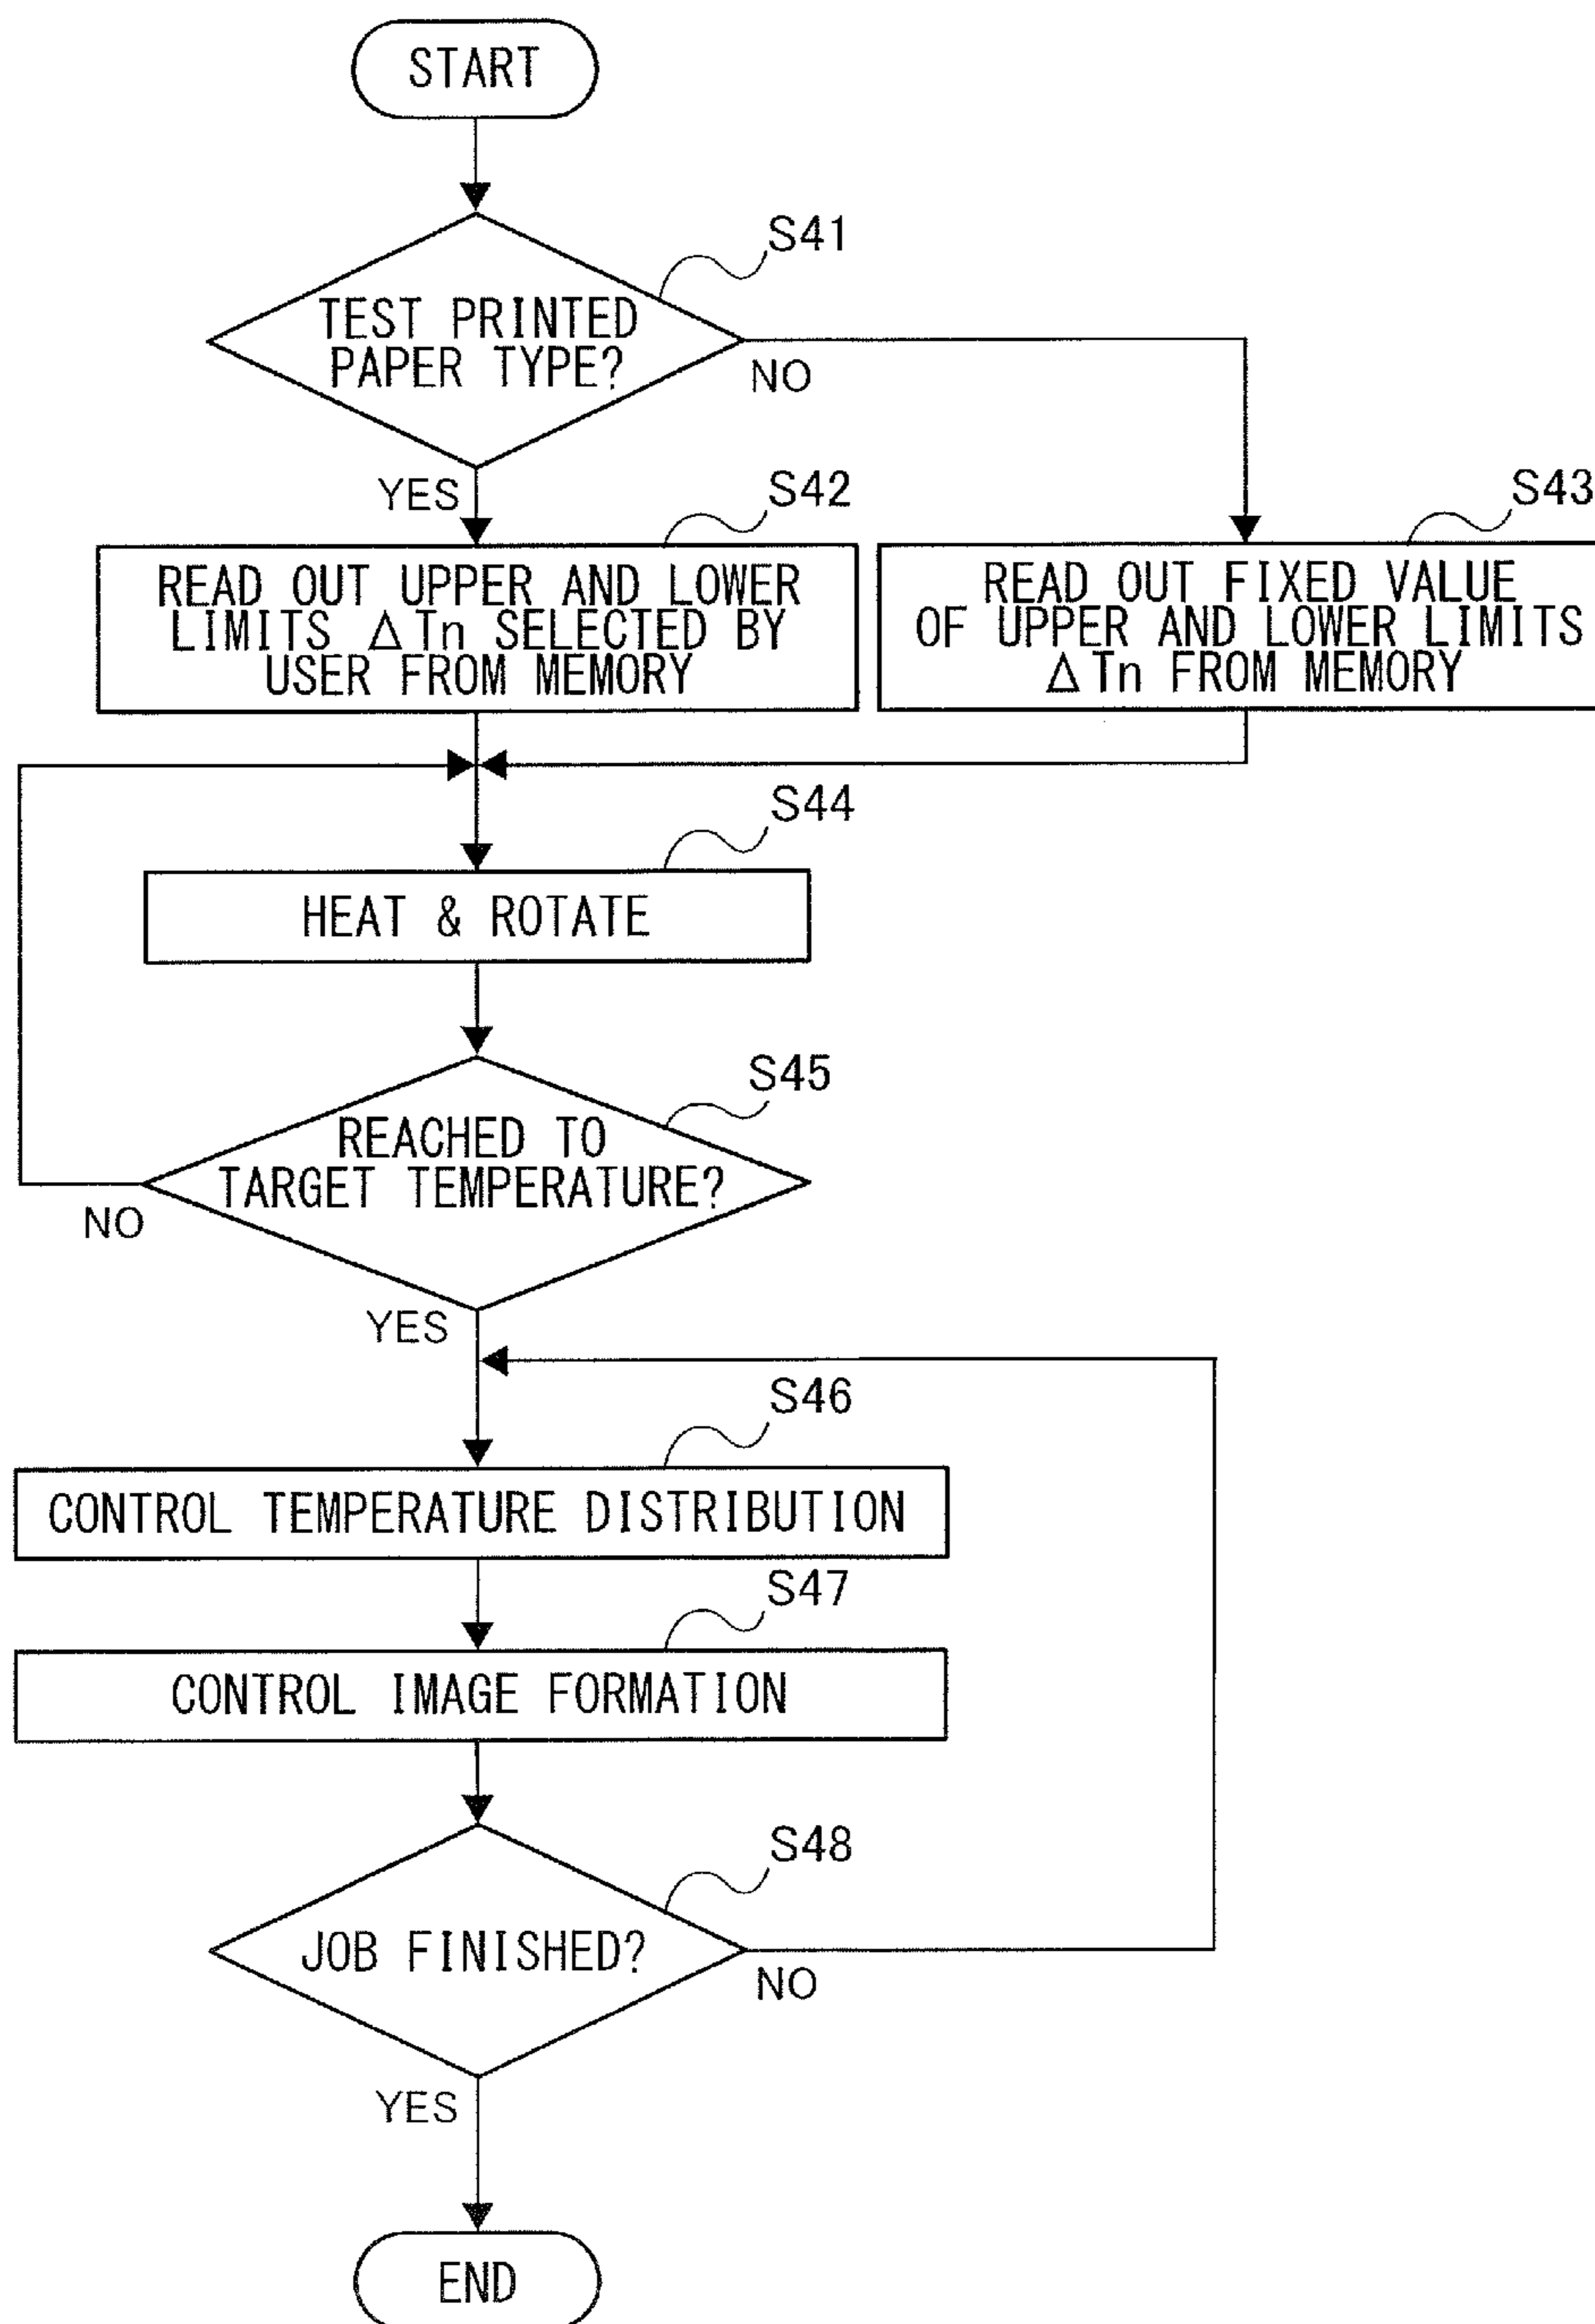 START
S41
TEST PRINTED
PAPER TYPE?
NO
YES
S42
S43
READ OUT UPPER AND LOWER
LIMITS ΔTn SELECTED BY
USER FROM MEMORY
READ OUT FIXED VALUE
OF UPPER AND LOWER LIMITS
ΔTn FROM MEMORY
S44
HEAT & ROTATE
S45
REACHED TO
TARGET TEMPERATURE?
NO
YES
S46
CONTROL TEMPERATURE DISTRIBUTION
S47
CONTROL IMAGE FORMATION
S48
JOB FINISHED?
NO
YES
END